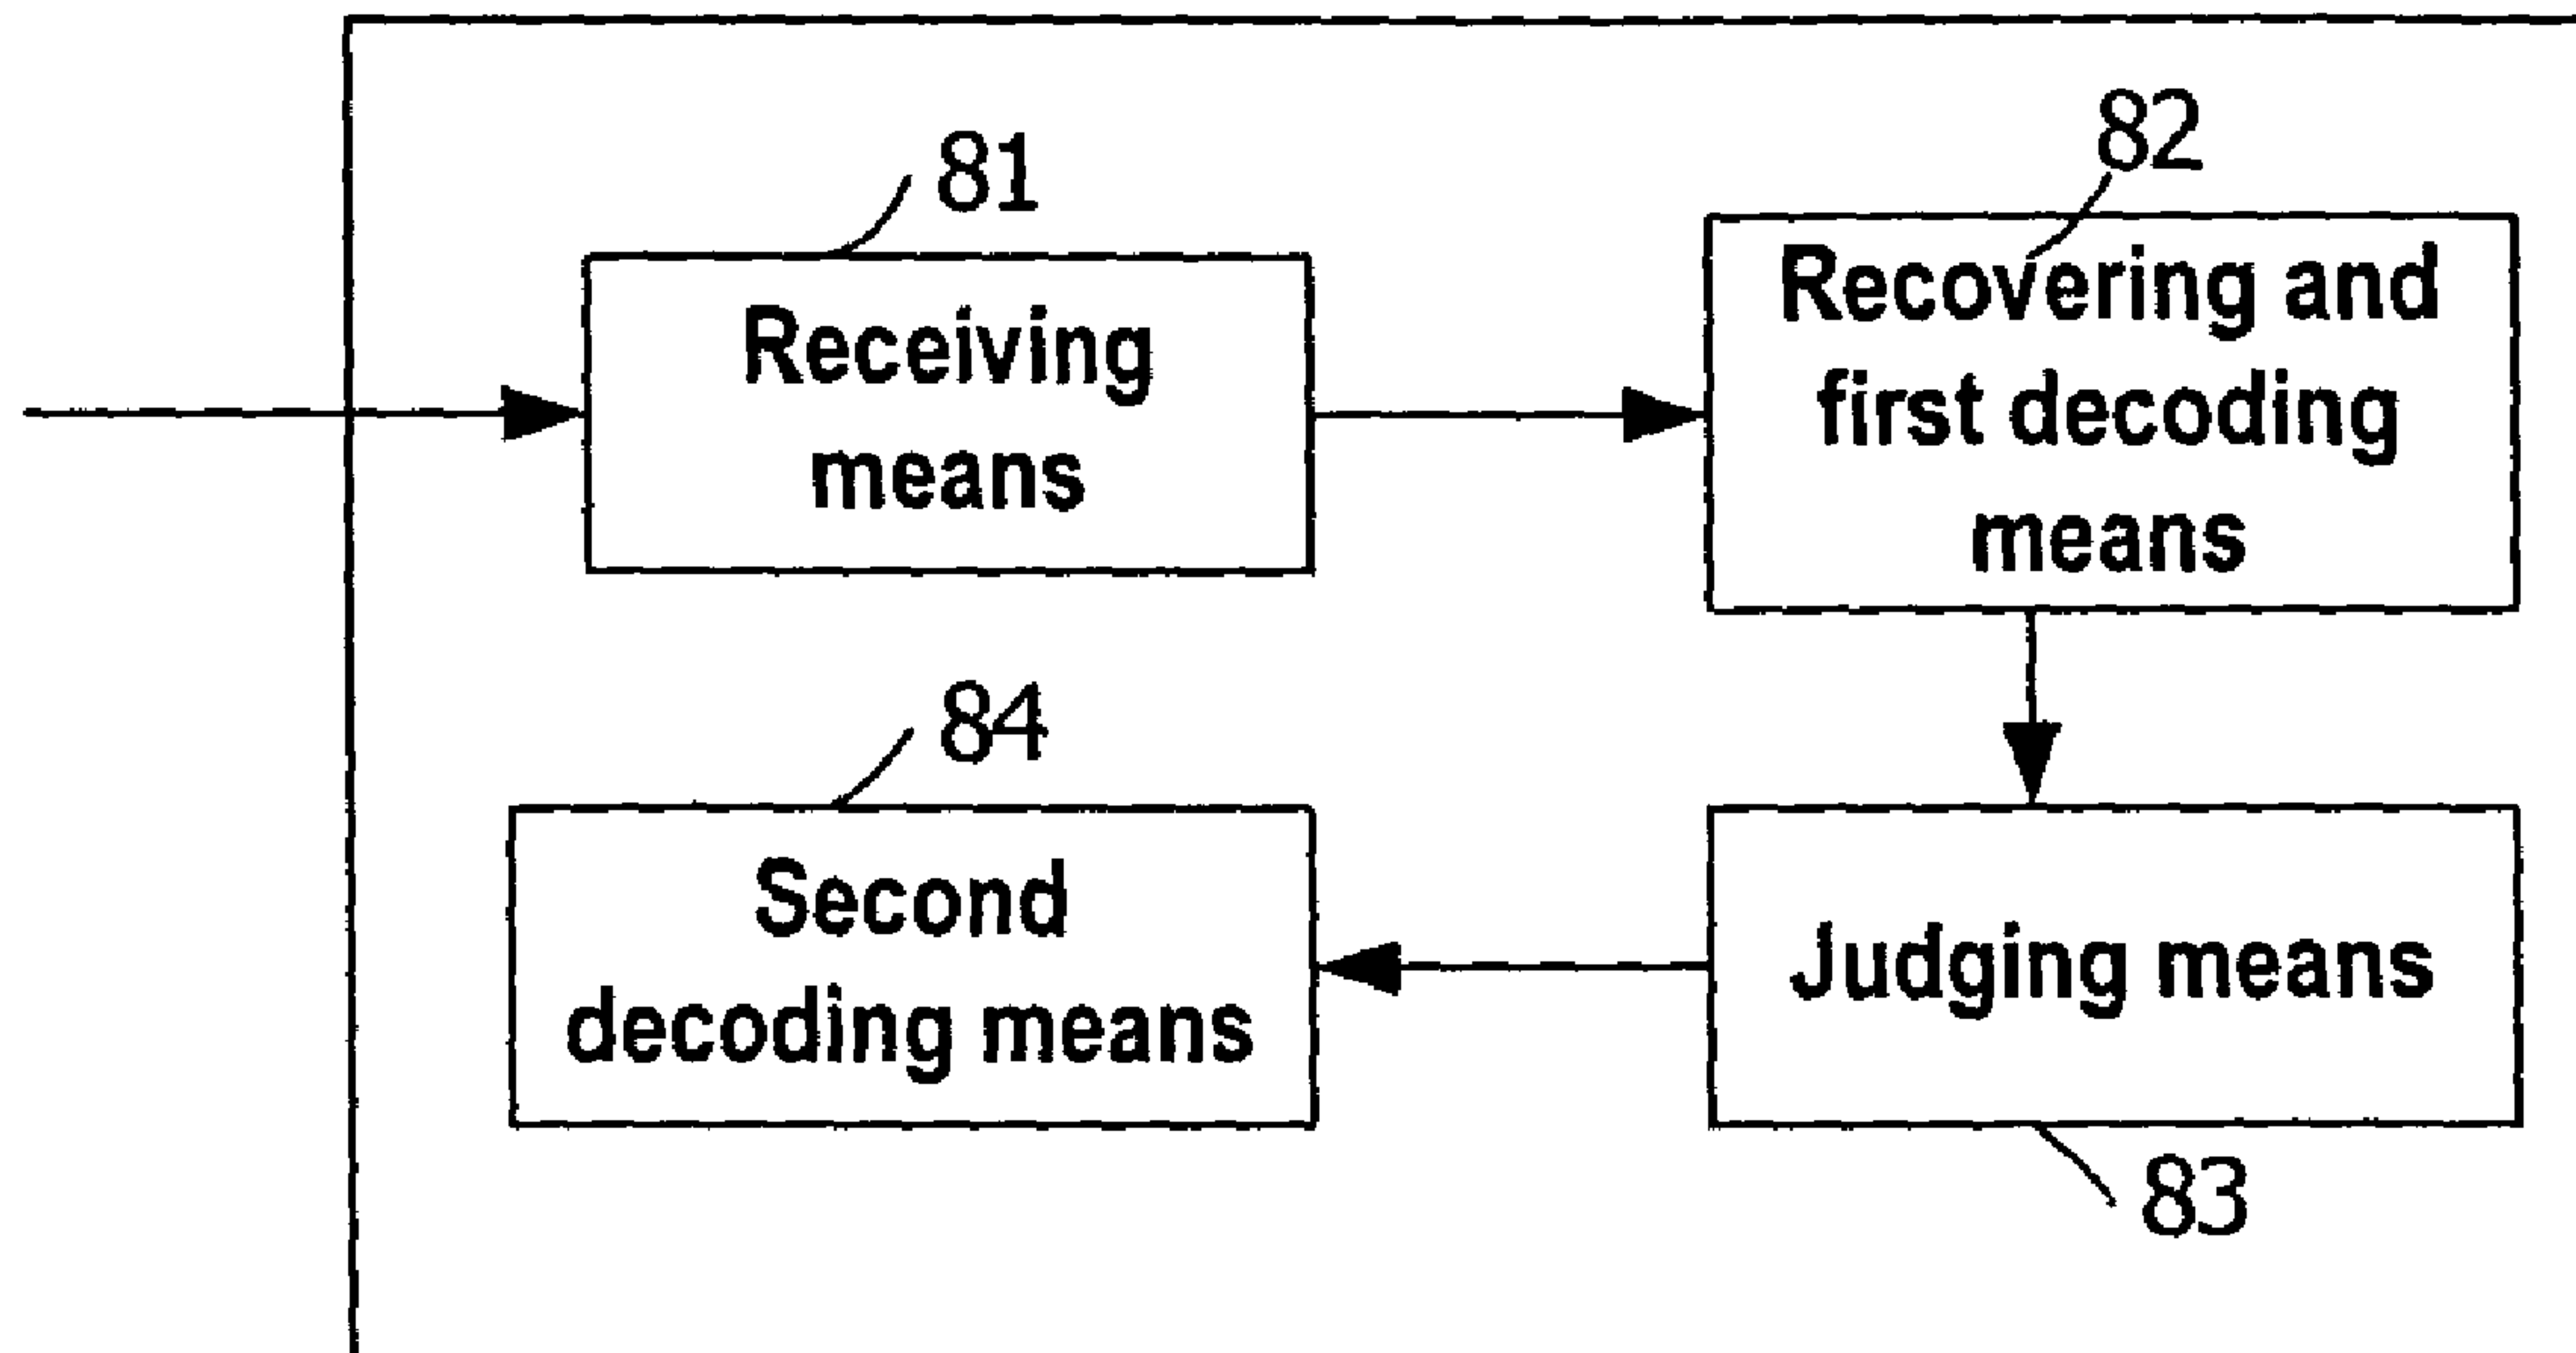 81
Receiving
means
82
Recovering and
first decoding
means
84
Second
decoding means
Judging means
83